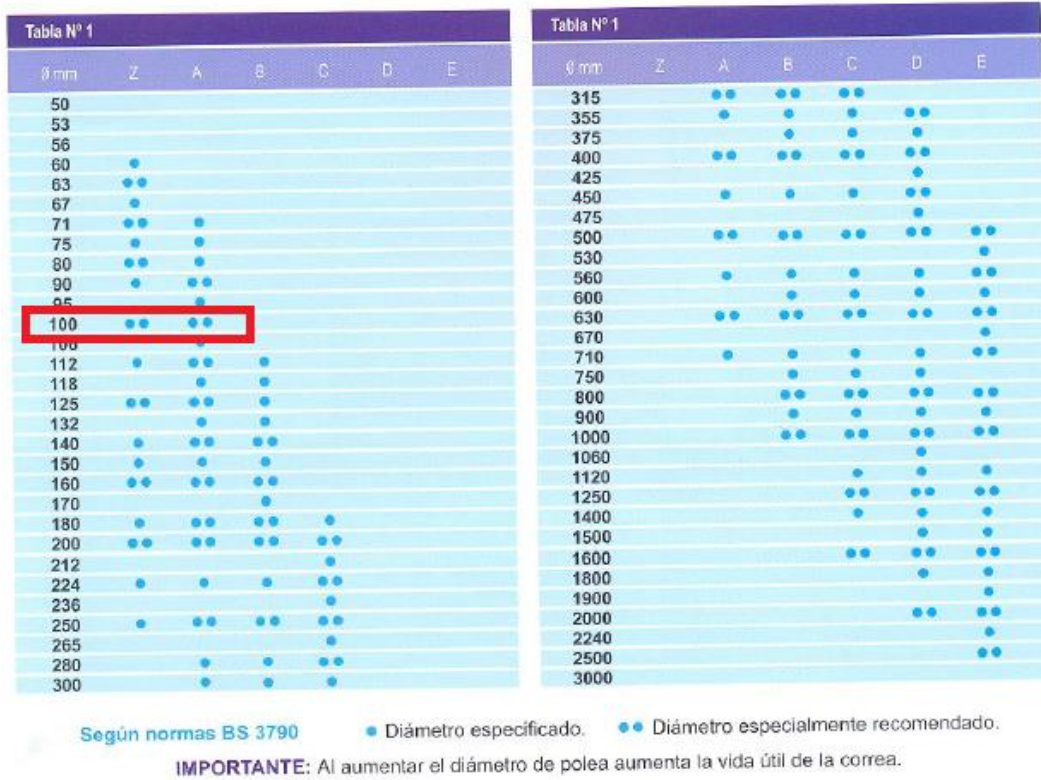 Tabla Nº 1
Ø mm Z A B C D E
50
53
56
60 ●
63 ●●
67 ●
71 ●● ●
75 ● ●
80 ●● ●
90 ● ●●
95 ●
100 ●● ●●
106 ●
112 ● ●● ●
118 ● ●
125 ●● ●● ●
132 ● ●
140 ● ●● ●●
150 ● ● ●
160 ●● ●● ●
170 ●
180 ● ●● ●● ●
200 ●● ●● ●● ●●
212 ●
224 ● ● ● ●●
236 ●
250 ● ●● ●● ●●
265 ●
280 ● ● ●●
300 ● ● ●
Tabla Nº 1
Ø mm Z A B C D E
315 ●● ●● ●●
355 ● ● ● ●●
375 ● ● ●
400 ●● ●● ●● ●●
425 ●
450 ● ● ● ●●
475 ●
500 ●● ●● ●● ●● ●●
530 ●
560 ● ● ● ● ●●
600 ● ● ● ●
630 ●● ●● ●● ●● ●●
670 ●
710 ● ● ● ● ●●
750 ● ● ●
800 ●● ●● ●● ●●
900 ● ● ● ●
1000 ●● ●● ●● ●●
1060 ●
1120 ● ● ●
1250 ●● ●● ●●
1400 ● ● ●
1500 ● ●
1600 ●● ●● ●●
1800 ● ●
1900 ●
2000 ●● ●●
2240 ●
2500 ●●
3000
Según normas BS 3790 ● Diámetro especificado. ●● Diámetro especialmente recomendado.
IMPORTANTE: Al aumentar el diámetro de polea aumenta la vida útil de la correa.